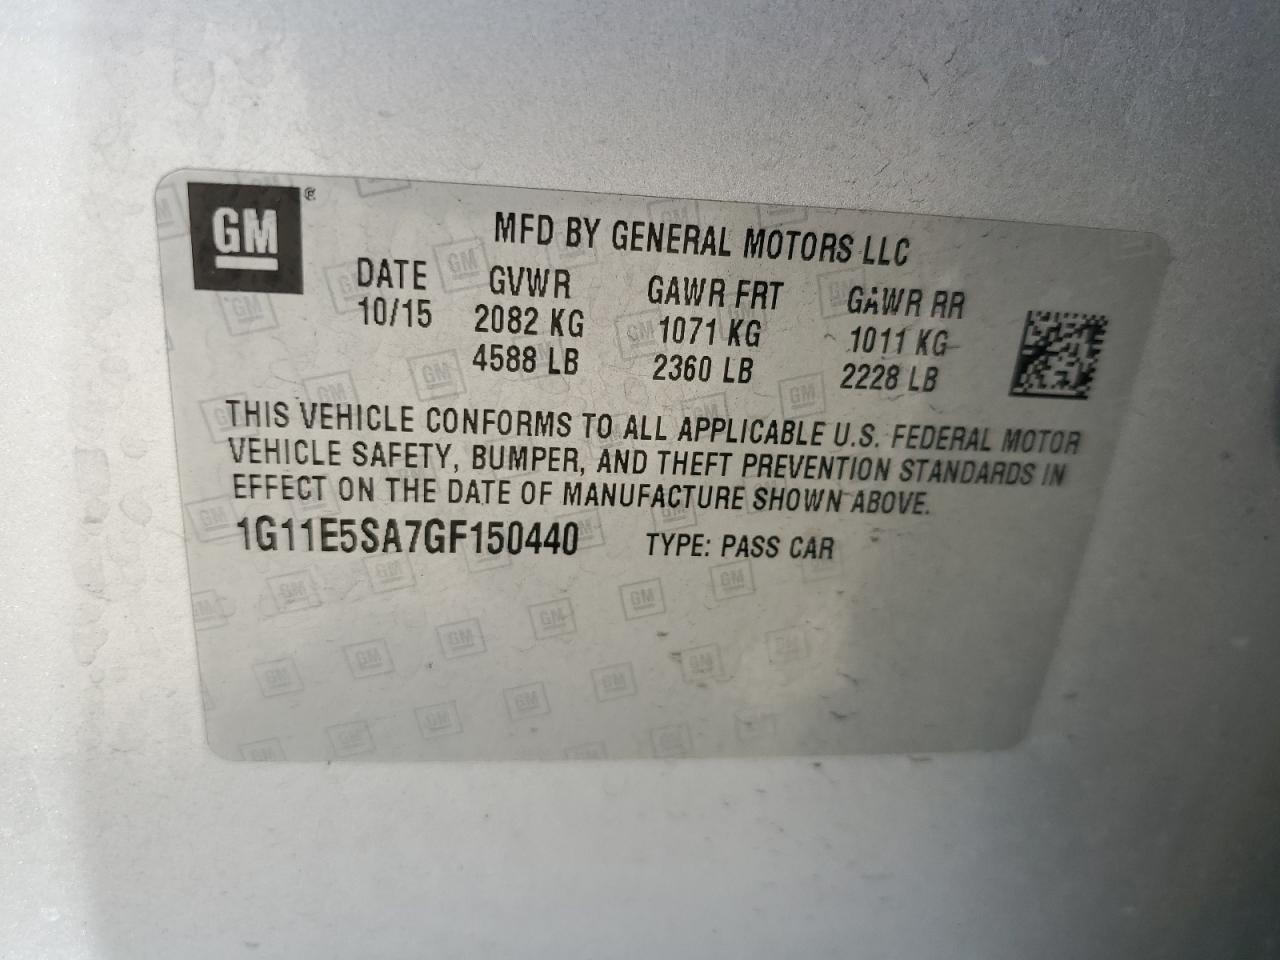 GM®
MFD BY GENERAL MOTORS LLC
DATE GVWR GAWR FRT GAWR RR
10/15 2082 KG 1071 KG 1011 KG
4588 LB 2360 LB 2228 LB
THIS VEHICLE CONFORMS TO ALL APPLICABLE U.S. FEDERAL MOTOR
VEHICLE SAFETY, BUMPER, AND THEFT PREVENTION STANDARDS IN
EFFECT ON THE DATE OF MANUFACTURE SHOWN ABOVE.
1G11E5SA7GF150440 TYPE: PASS CAR